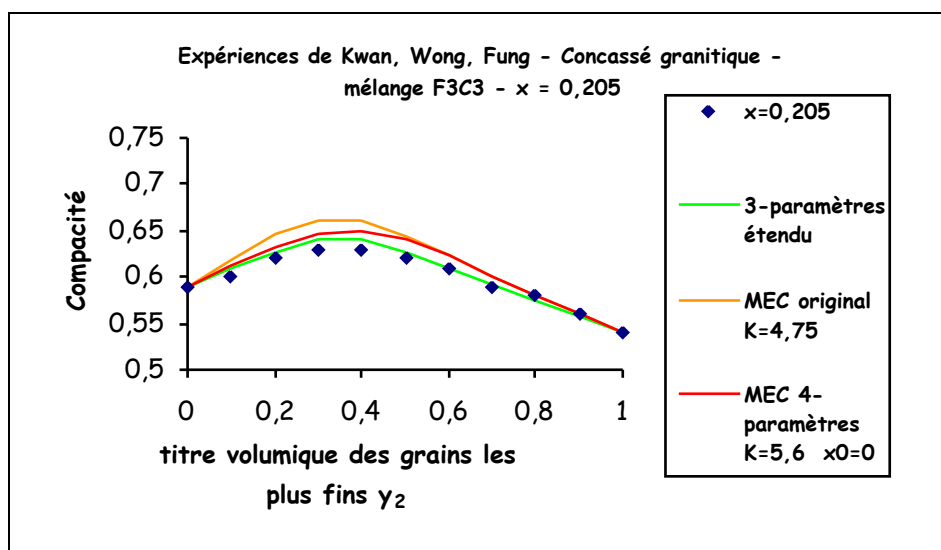 Expériences de Kwan, Wong, Fung - Concassé granitique -
mélange F3C3 - x = 0,205
Compacité
0,75
0,7
0,65
0,6
0,55
0,5
0 0,2 0,4 0,6 0,8 1
titre volumique des grains les
plus fins y₂
x=0,205
3-paramètres
étendu
MEC original
K=4,75
MEC 4-
paramètres
K=5,6 x0=0